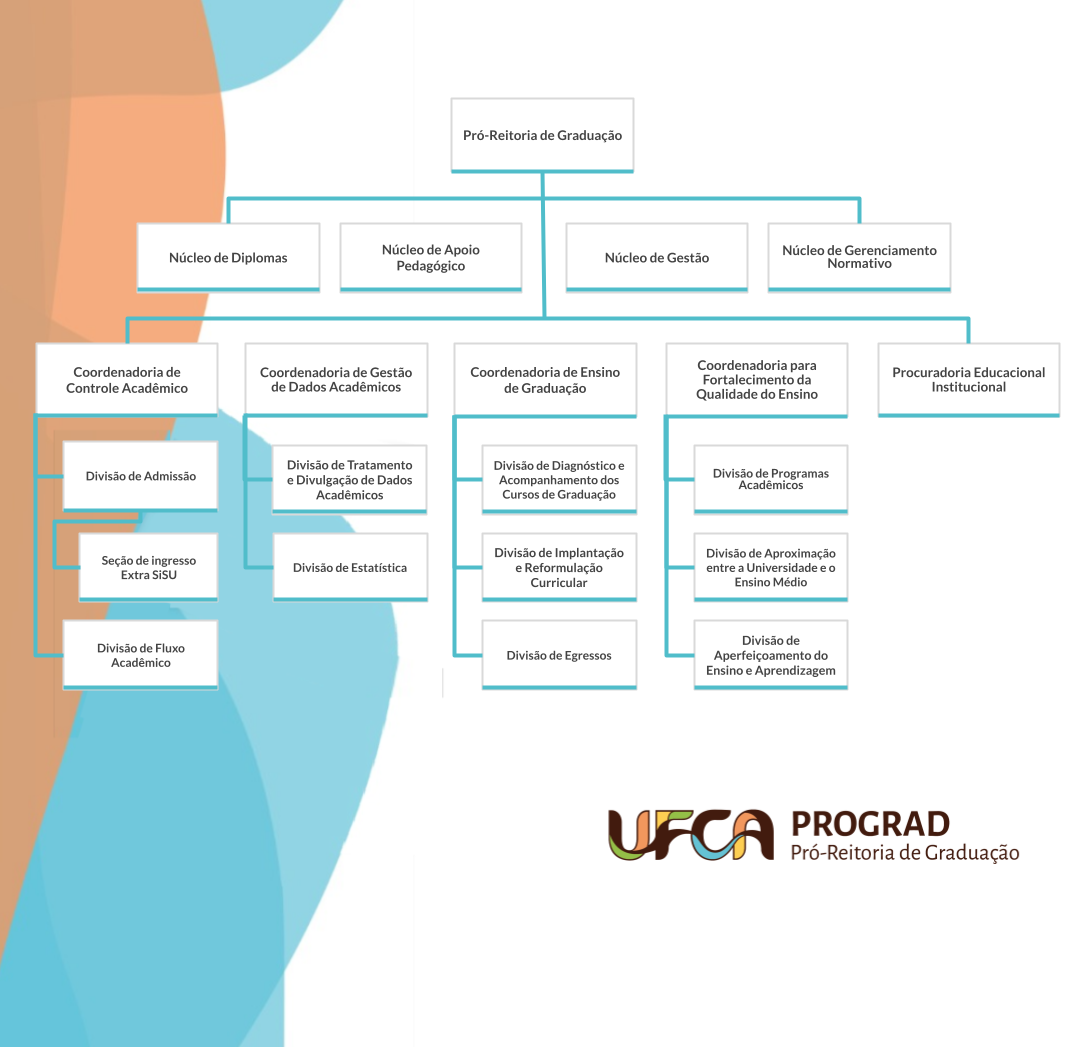 Pró-Reitoria de Graduação
Núcleo de Diplomas
Núcleo de Apoio
Pedagógico
Núcleo de Gestão
Núcleo de Gerenciamento
Normativo
Coordenadoria de
Controle Acadêmico
Coordenadoria de Gestão
de Dados Acadêmicos
Coordenadoria de Ensino
de Graduação
Coordenadoria para
Fortalecimento da
Qualidade do Ensino
Procuradoria Educacional
Institucional
Divisão de Admissão
Seção de ingresso
Extra SiSU
Divisão de Fluxo
Acadêmico
Divisão de Tratamento
e Divulgação de Dados
Acadêmicos
Divisão de Estatística
Divisão de Diagnóstico e
Acompanhamento dos
Cursos de Graduação
Divisão de Implantação
e Reformulação
Curricular
Divisão de Egressos
Divisão de Programas
Acadêmicos
Divisão de Aproximação
entre a Universidade e o
Ensino Médio
Divisão de
Aperfeiçoamento do
Ensino e Aprendizagem
UFCA
PROGRAD
Pró-Reitoria de Graduação